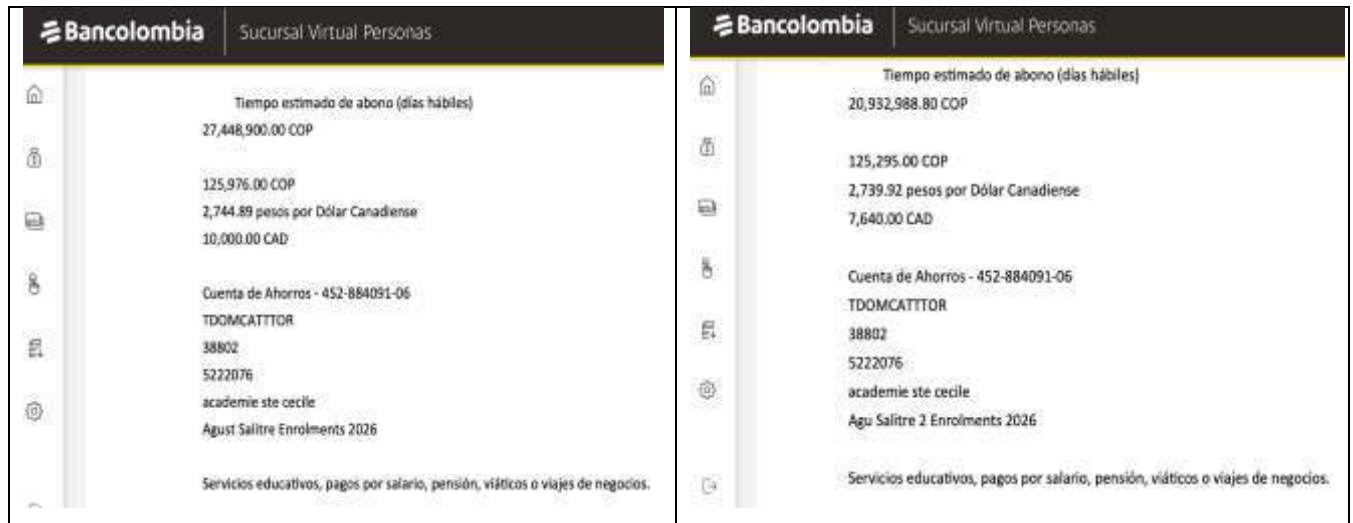 Bancolombia Sucursal Virtual Personas
Tiempo estimado de abono (días hábiles)
27,448,900.00 COP
125,976.00 COP
2,744.89 pesos por Dólar Canadiense
10,000.00 CAD
Cuenta de Ahorros - 452-884091-06
TDOMCATTTOR
38802
5222076
academie ste cecile
Agust Salitre Enrolments 2026
Servicios educativos, pagos por salario, pensión, viáticos o viajes de negocios.
Bancolombia Sucursal Virtual Personas
Tiempo estimado de abono (días hábiles)
20,932,988.80 COP
125,295.00 COP
2,739.92 pesos por Dólar Canadiense
7,640.00 CAD
Cuenta de Ahorros - 452-884091-06
TDOMCATTTOR
38802
5222076
academie ste cecile
Agu Salitre 2 Enrolments 2026
Servicios educativos, pagos por salario, pensión, viáticos o viajes de negocios.